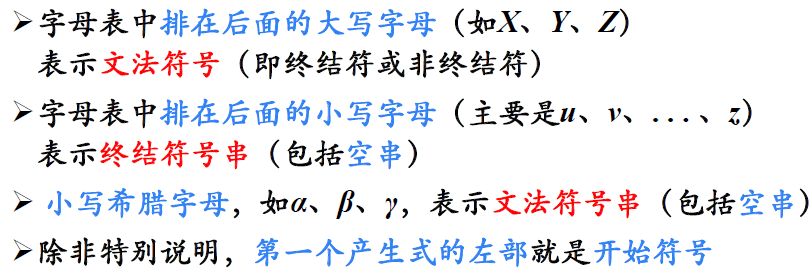 ➢字母表中排在后面的大写字母（如X、Y、Z）
表示文法符号（即终结符或非终结符）
➢字母表中排在后面的小写字母（主要是u、v、. . .、z）
表示终结符号串（包括空串）
➢ 小写希腊字母，如α、β、γ，表示文法符号串（包括空串）
➢除非特别说明，第一个产生式的左部就是开始符号